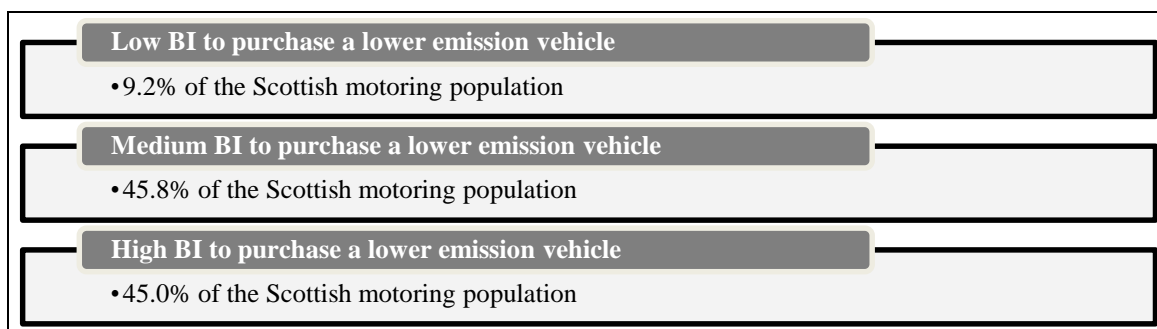 Low BI to purchase a lower emission vehicle
•9.2% of the Scottish motoring population
Medium BI to purchase a lower emission vehicle
•45.8% of the Scottish motoring population
High BI to purchase a lower emission vehicle
•45.0% of the Scottish motoring population